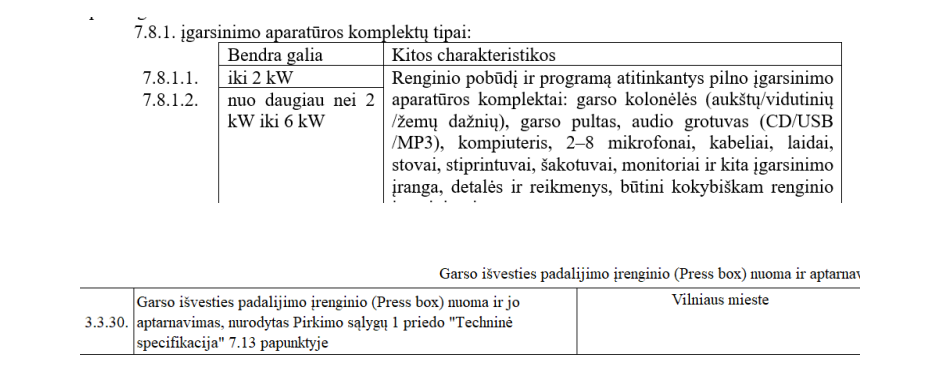 7.8.1. įgarsinimo aparatūros komplektų tipai:
Bendra galia Kitos charakteristikos
7.8.1.1. iki 2 kW Renginio pobūdį ir programą atitinkantys pilno įgarsinimo
7.8.1.2. nuo daugiau nei 2 aparatūros komplektai: garso kolonėlės (aukštų/vidutinių
kW iki 6 kW /žemų dažnių), garso pultas, audio grotuvas (CD/USB
/MP3), kompiuteris, 2–8 mikrofonai, kabeliai, laidai,
stovai, stiprintuvai, šakotuvai, monitoriai ir kita įgarsinimo
įranga, detalės ir reikmenys, būtini kokybiškam renginio
Garso išvesties padalijimo įrenginio (Press box) nuoma ir aptarnav
Garso išvesties padalijimo įrenginio (Press box) nuoma ir jo Vilniaus mieste
3.3.30. aptarnavimas, nurodytas Pirkimo sąlygų 1 priedo "Techninė
specifikacija" 7.13 papunktyje